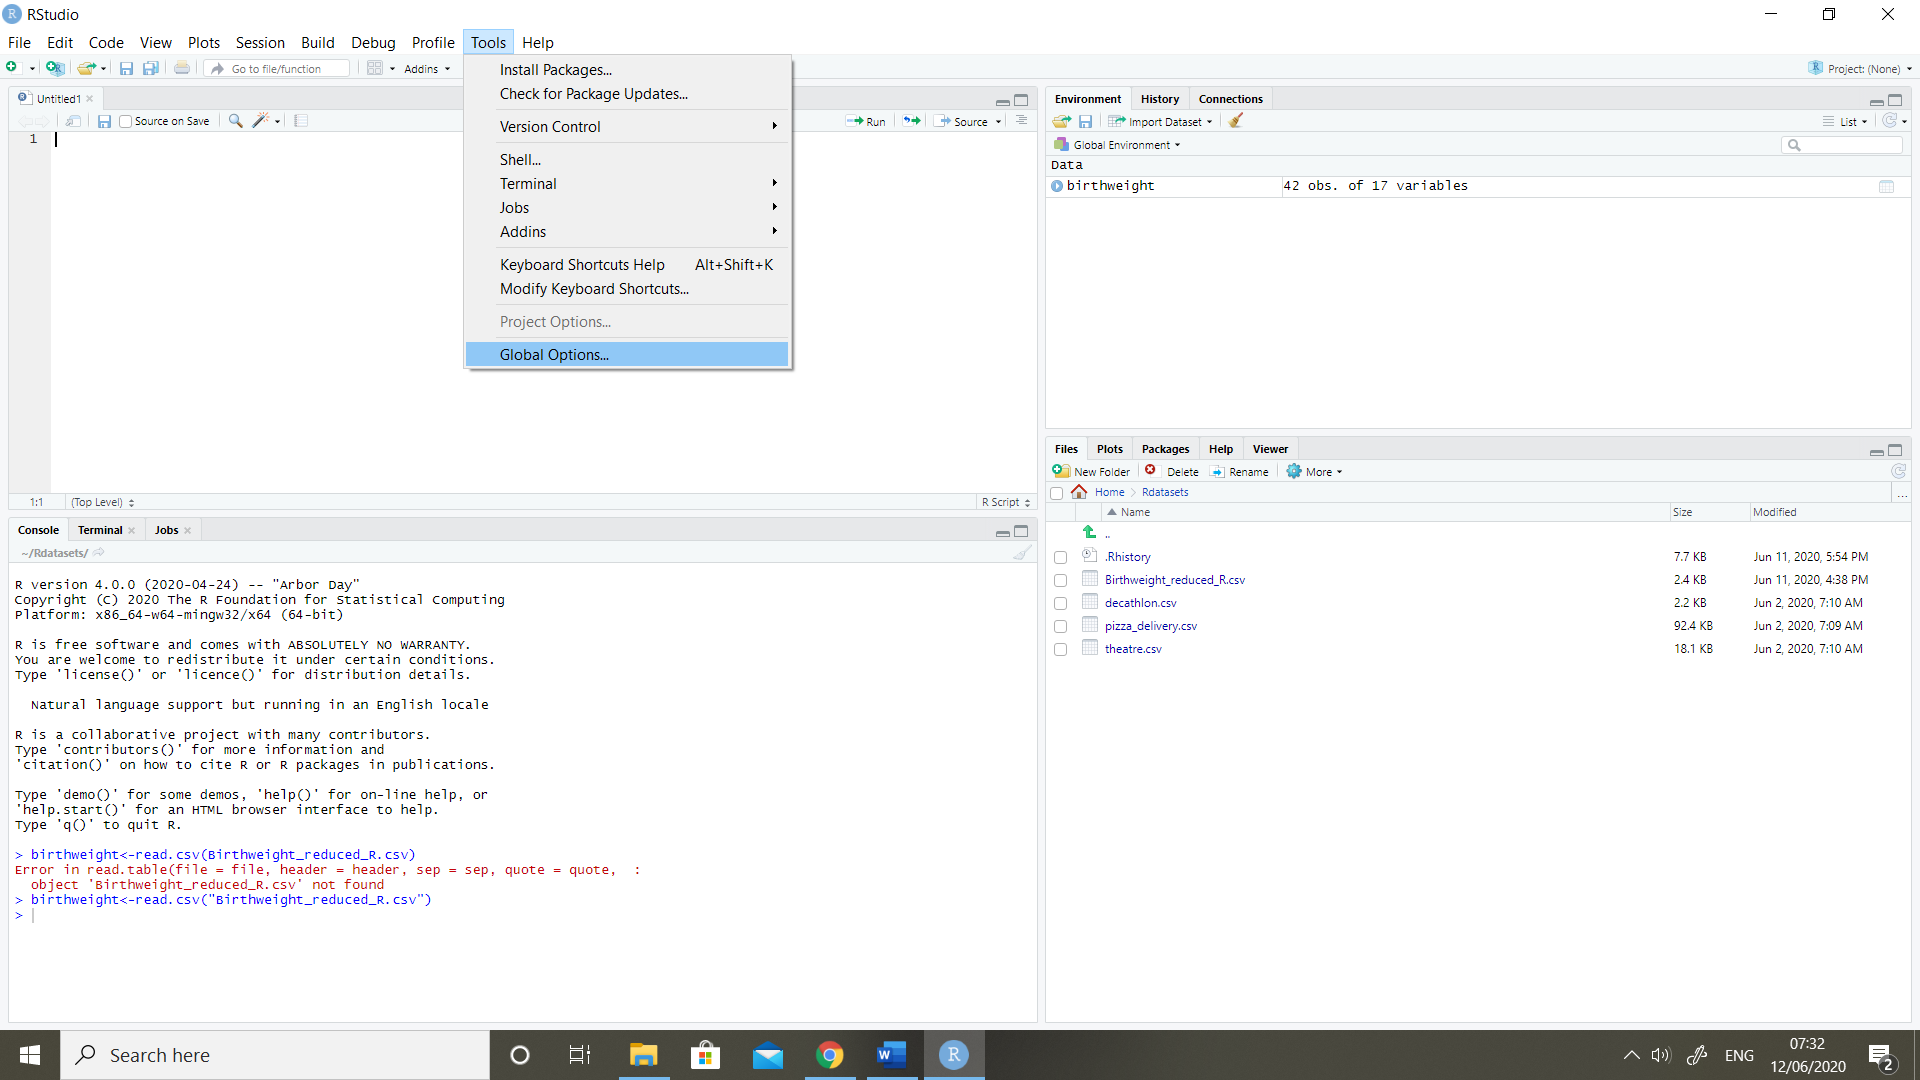 RStudio
File Edit Code View Plots Session Build Debug Profile Tools Help
Go to file/function Addins Project: (None)
Install Packages...
Check for Package Updates...
Version Control
Shell...
Terminal
Jobs
Addins
Keyboard Shortcuts Help Alt+Shift+K
Modify Keyboard Shortcuts...
Project Options...
Global Options...
Untitled1
Source on Save Run Source
1
1:1 (Top Level) R Script
Console Terminal Jobs
~/Rdatasets/
R version 4.0.0 (2020-04-24) -- "Arbor Day"
Copyright (C) 2020 The R Foundation for Statistical Computing
Platform: x86_64-w64-mingw32/x64 (64-bit)
R is free software and comes with ABSOLUTELY NO WARRANTY.
You are welcome to redistribute it under certain conditions.
Type 'license()' or 'licence()' for distribution details.
Natural language support but running in an English locale
R is a collaborative project with many contributors.
Type 'contributors()' for more information and
'citation()' on how to cite R or R packages in publications.
Type 'demo()' for some demos, 'help()' for on-line help, or
'help.start()' for an HTML browser interface to help.
Type 'q()' to quit R.
> birthweight<-read.csv(Birthweight_reduced_R.csv)
Error in read.table(file = file, header = header, sep = sep, quote = quote, :
object 'Birthweight_reduced_R.csv' not found
> birthweight<-read.csv("Birthweight_reduced_R.csv")
>
Environment History Connections
Import Dataset List
Global Environment
Data
birthweight 42 obs. of 17 variables
Files Plots Packages Help Viewer
New Folder Delete Rename More
Home Rdatasets ...
Name Size Modified
..
.Rhistory 7.7 KB Jun 11, 2020, 5:54 PM
Birthweight_reduced_R.csv 2.4 KB Jun 11, 2020, 4:38 PM
decathlon.csv 2.2 KB Jun 2, 2020, 7:10 AM
pizza_delivery.csv 92.4 KB Jun 2, 2020, 7:09 AM
theatre.csv 18.1 KB Jun 2, 2020, 7:10 AM
Search here
ENG
07:32
12/06/2020
2